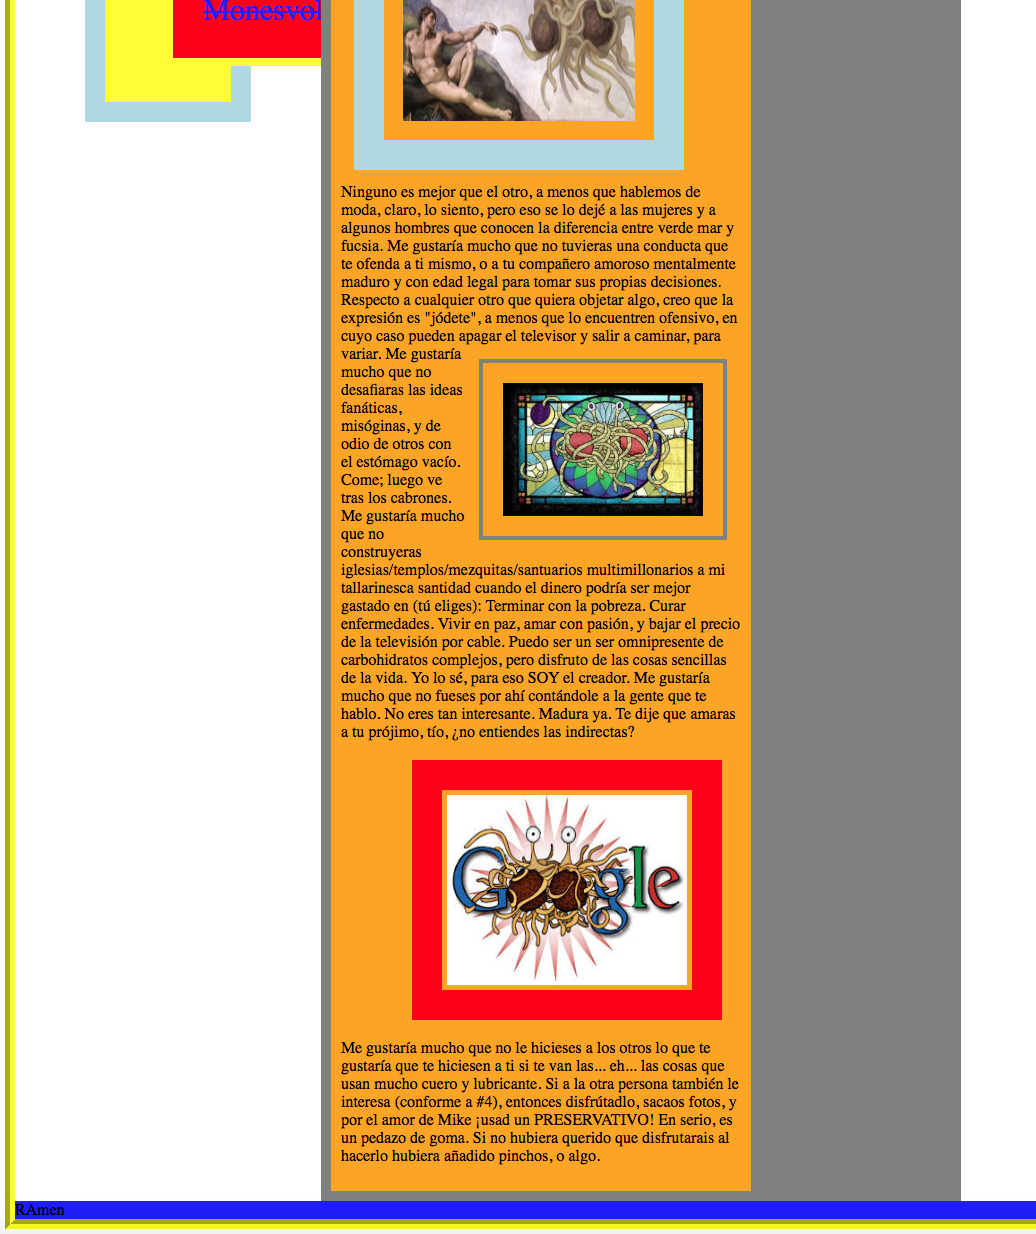 Monesvol
Ninguno es mejor que el otro, a menos que hablemos de
moda, claro, lo siento, pero eso se lo dejé a las mujeres y a
algunos hombres que conocen la diferencia entre verde mar y
fucsia. Me gustaría mucho que no tuvieras una conducta que
te ofenda a ti mismo, o a tu compañero amoroso mentalmente
maduro y con edad legal para tomar sus propias decisiones.
Respecto a cualquier otro que quiera objetar algo, creo que la
expresión es "jódete", a menos que lo encuentren ofensivo, en
cuyo caso pueden apagar el televisor y salir a caminar, para
variar. Me gustaría
mucho que no
desafiaras las ideas
fanáticas,
misóginas, y de
odio de otros con
el estómago vacío.
Come; luego ve
tras los cabrones.
Me gustaría mucho
que no
construyeras
iglesias/templos/mezquitas/santuarios multimillonarios a mi
tallarinesca santidad cuando el dinero podría ser mejor
gastado en (tú eliges): Terminar con la pobreza. Curar
enfermedades. Vivir en paz, amar con pasión, y bajar el precio
de la televisión por cable. Puedo ser un ser omnipresente de
carbohidratos complejos, pero disfruto de las cosas sencillas
de la vida. Yo lo sé, para eso SOY el creador. Me gustaría
mucho que no fueses por ahí contándole a la gente que te
hablo. No eres tan interesante. Madura ya. Te dije que amaras
a tu prójimo, tío, ¿no entiendes las indirectas?
Google
Me gustaría mucho que no le hicieses a los otros lo que te
gustaría que te hiciesen a ti si te van las... eh... las cosas que
usan mucho cuero y lubricante. Si a la otra persona también le
interesa (conforme a #4), entonces disfrútadlo, sacaos fotos, y
por el amor de Mike ¡usad un PRESERVATIVO! En serio, es
un pedazo de goma. Si no hubiera querido que disfrutarais al
hacerlo hubiera añadido pinchos, o algo.
RAmen